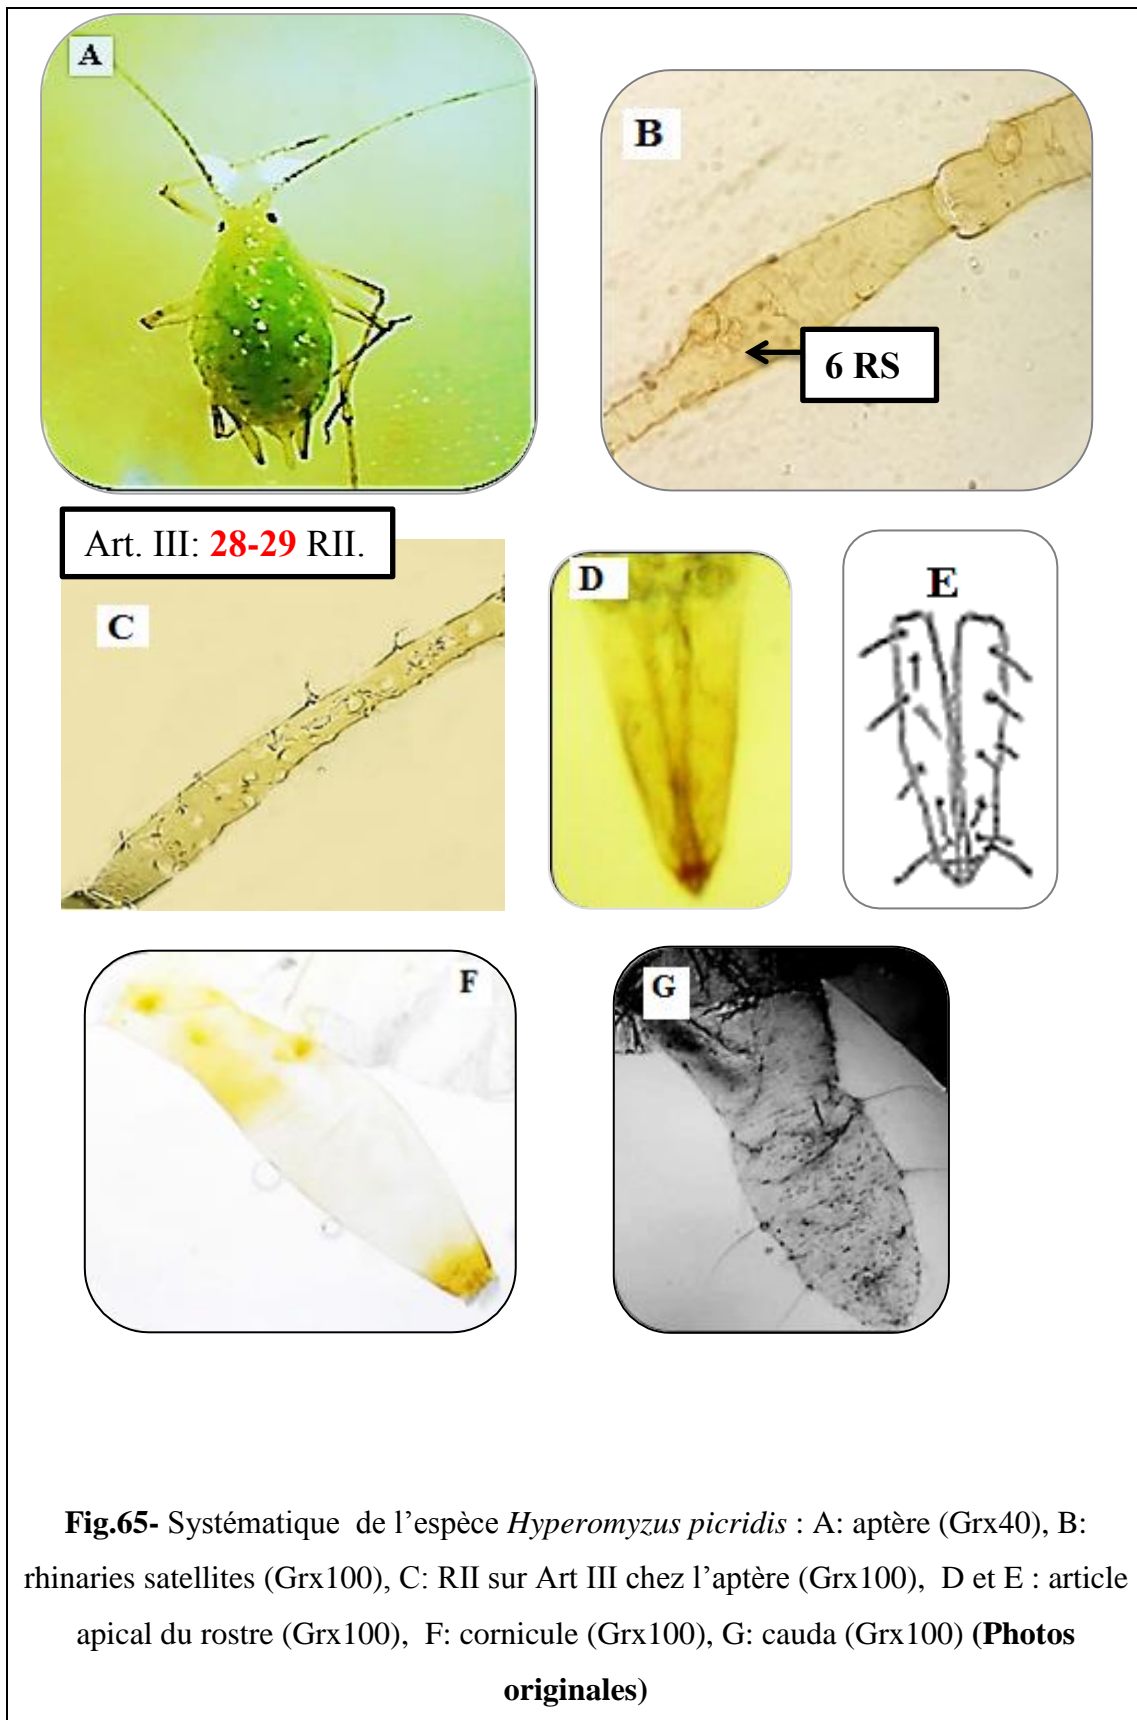 A
B
6 RS
Art. III: 28-29 RII.
C
D
E
F
G
Fig.65- Systématique de l’espèce Hyperomyzus picridis : A: aptère (Grx40), B:
rhinaries satellites (Grx100), C: RII sur Art III chez l’aptère (Grx100), D et E : article
apical du rostre (Grx100), F: cornicule (Grx100), G: cauda (Grx100) (Photos
originales)